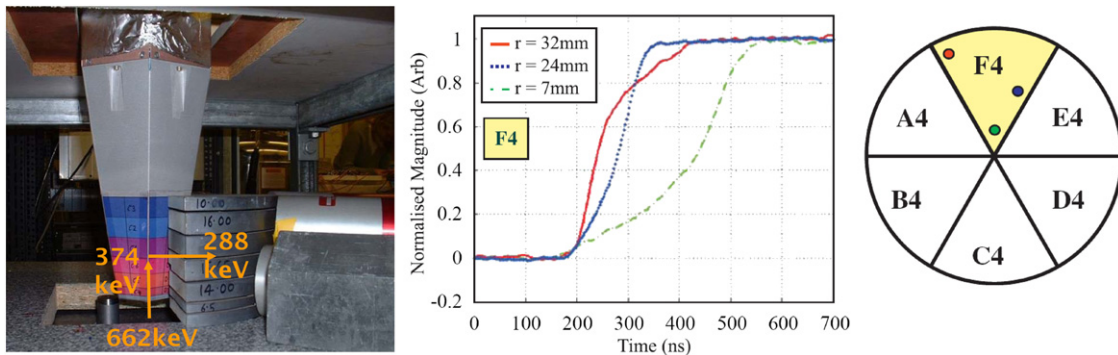 10.00
16.00
374
keV
288
keV
14.00
6.5
662keV
Normalised Magnitude (Arb)
1
0.8
0.6
0.4
0.2
0
-0.2
r = 32mm
r = 24mm
r = 7mm
F4
0 100 200 300 400 500 600 700
Time (ns)
F4
A4
E4
B4
D4
C4